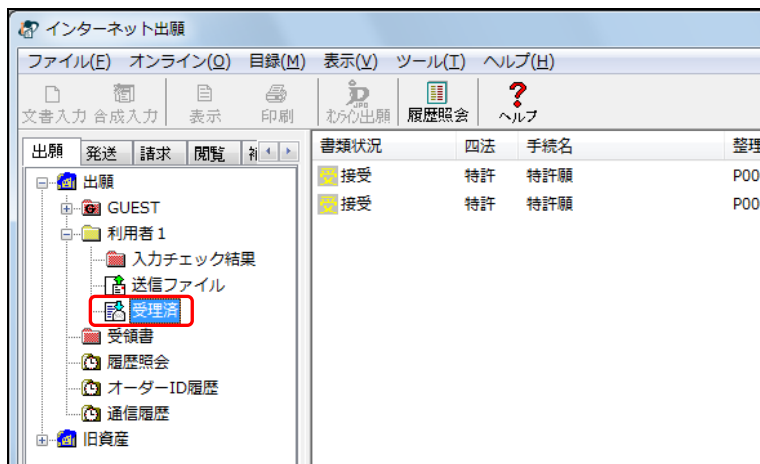 インターネット出願
ファイル(F) オンライン(O) 目録(M) 表示(V) ツール(T) ヘルプ(H)
文書入力 合成入力 表示 印刷 オンライン出願 履歴照会 ヘルプ
出願 発送 請求 閲覧
書類状況 四法 手続名 整理
接受 特許 特許願 P00
接受 特許 特許願 P00
出願
GUEST
利用者1
入力チェック結果
送信ファイル
受理済
受領書
履歴照会
オーダーID履歴
通信履歴
旧資産